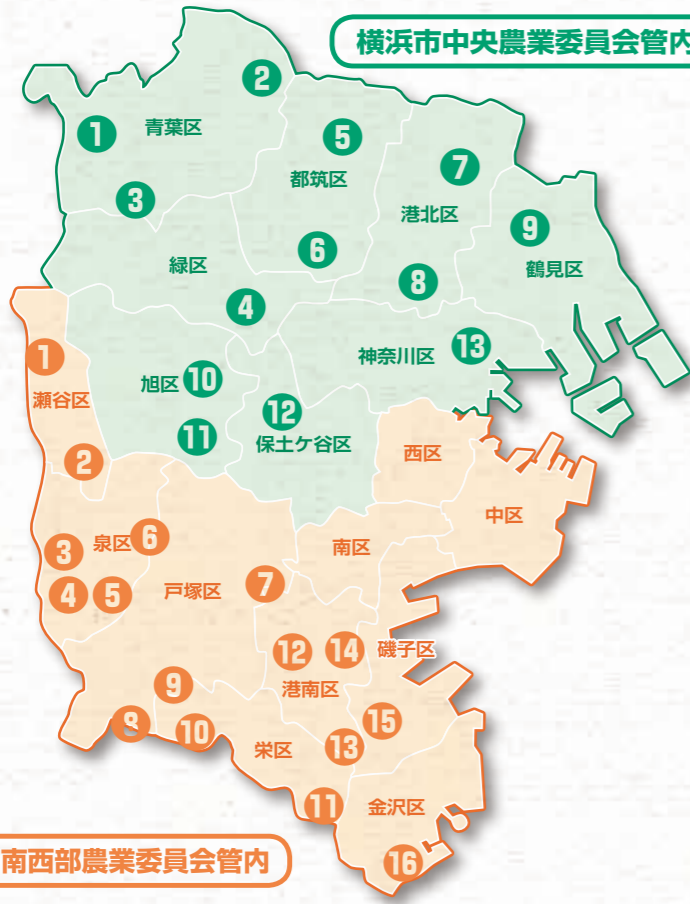 横浜市中央農業委員会管内
2
1
青葉区
5
都筑区
7
3
港北区
9
鶴見区
6
緑区
8
4
神奈川区
13
1
旭区
10
瀬谷区
12
11
保土ケ谷区
西区
2
中区
6
泉区
3
南区
戸塚区
7
4
5
12
14
磯子区
港南区
9
15
8
10
13
栄区
11
金沢区
南西部農業委員会管内
16